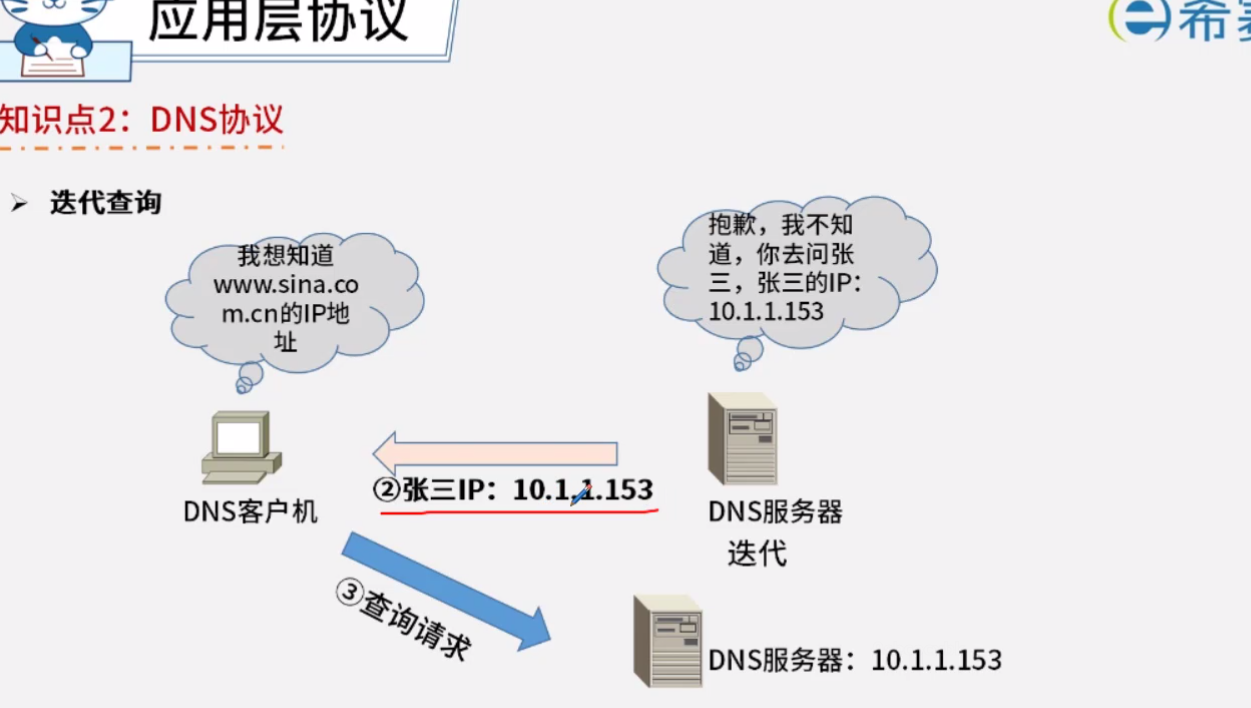 应用层协议
希赛
知识点2：DNS协议
➢ 迭代查询
我想知道
www.sina.co
m.cn的IP地
址
抱歉，我不知
道，你去问张
三，张三的IP：
10.1.1.153
②张三IP：10.1.1.153
DNS客户机
DNS服务器
迭代
③查询请求
DNS服务器：10.1.1.153